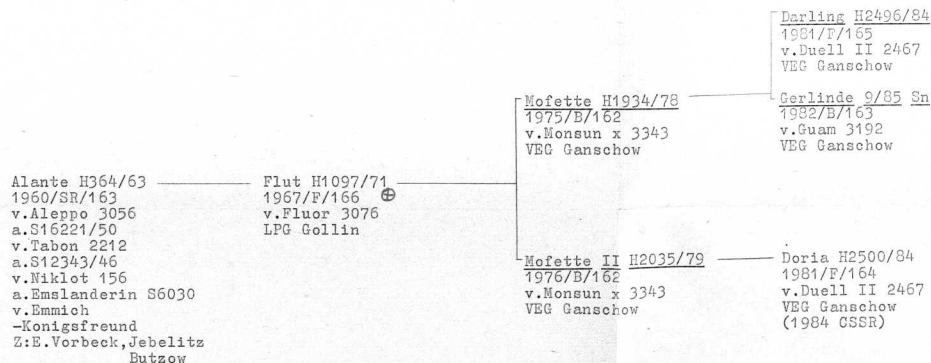 Alante H364/63
1960/SR/163
v.Aleppo 3056
a.S16221/50
v.Tabon 2212
a.S12343/46
v.Niklot 156
a.Emslanderin S6030
v.Emmich
-Konigsfreund
Z:E.Vorbeck,Jebelitz
Butzow
Flut H1097/71
1967/F/166
v.Fluor 3076
LPG Gollin
Mofette H1934/78
1975/B/162
v.Monsun x 3343
VEG Ganschow
Darling H2496/84
1981/F/165
v.Duell II 2467
VEG Ganschow
Gerlinde 9/85 Sn
1982/B/163
v.Guam 3192
VEG Ganschow
Mofette II H2035/79
1976/B/162
v.Monsun x 3343
VEG Ganschow
Doria H2500/84
1981/F/164
v.Duell II 2467
VEG Ganschow
(1984 CSSR)